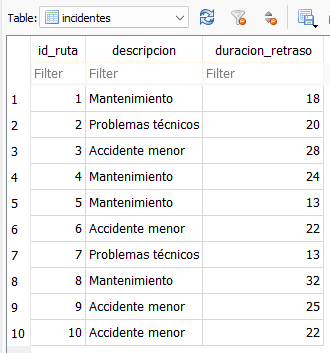 Table: incidentes
id_ruta descripcion duracion_retraso
Filter Filter Filter
1 1 Mantenimiento 18
2 2 Problemas técnicos 20
3 3 Accidente menor 28
4 4 Mantenimiento 24
5 5 Mantenimiento 13
6 6 Accidente menor 22
7 7 Problemas técnicos 13
8 8 Mantenimiento 32
9 9 Accidente menor 25
10 10 Accidente menor 22